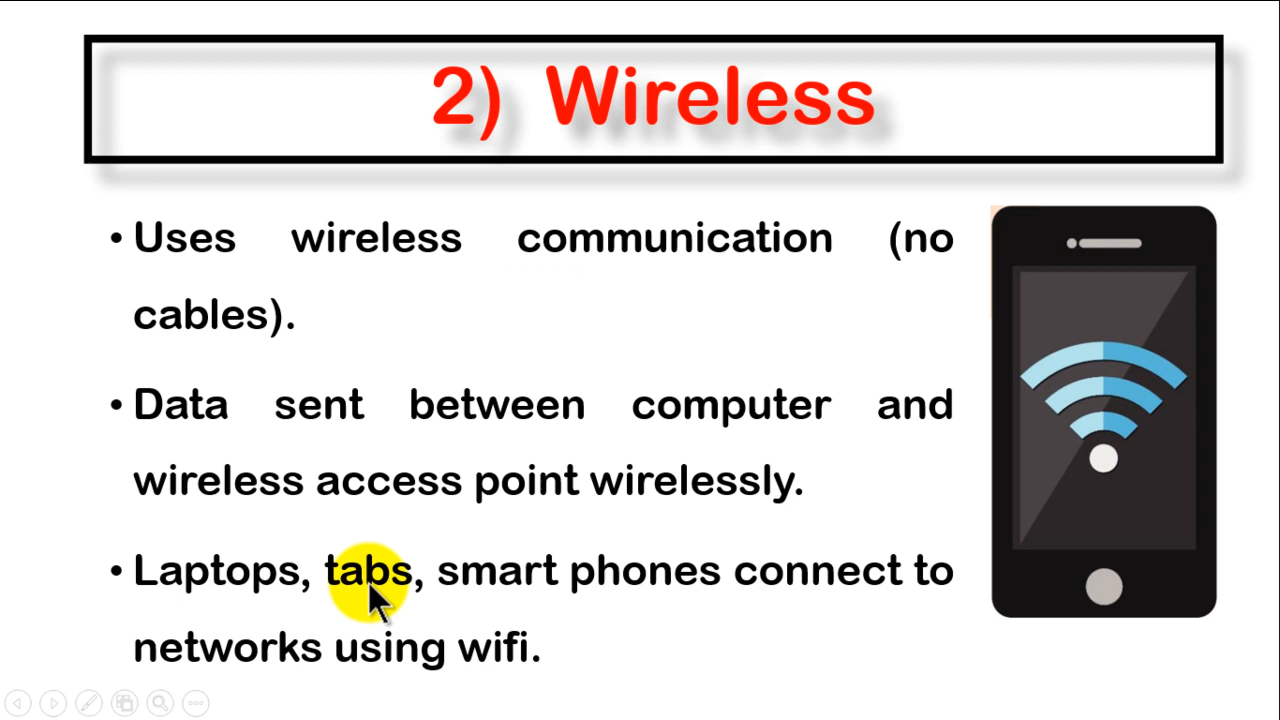 2) Wireless
• Uses wireless communication (no
cables).
• Data sent between computer and
wireless access point wirelessly.
• Laptops, tabs, smart phones connect to
networks using wifi.